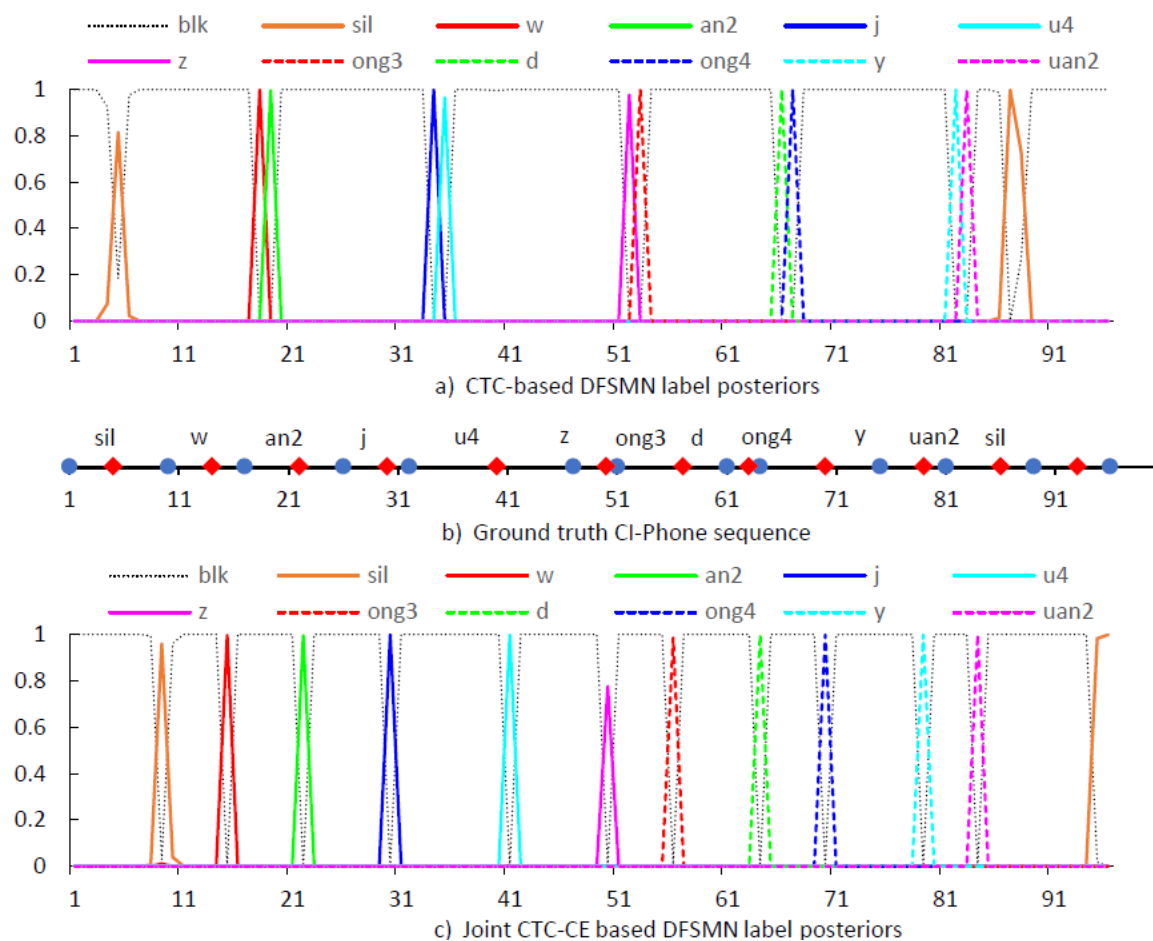 blk sil w an2 j u4
z ong3 d ong4 y uan2
1
0.8
0.6
0.4
0.2
0
1 11 21 31 41 51 61 71 81 91
a) CTC-based DFSMN label posteriors
sil w an2 j u4 z ong3 d ong4 y uan2 sil
1 11 21 31 41 51 61 71 81 91
b) Ground truth CI-Phone sequence
blk sil w an2 j u4
z ong3 d ong4 y uan2
1
0.8
0.6
0.4
0.2
0
1 11 21 31 41 51 61 71 81 91
c) Joint CTC-CE based DFSMN label posteriors